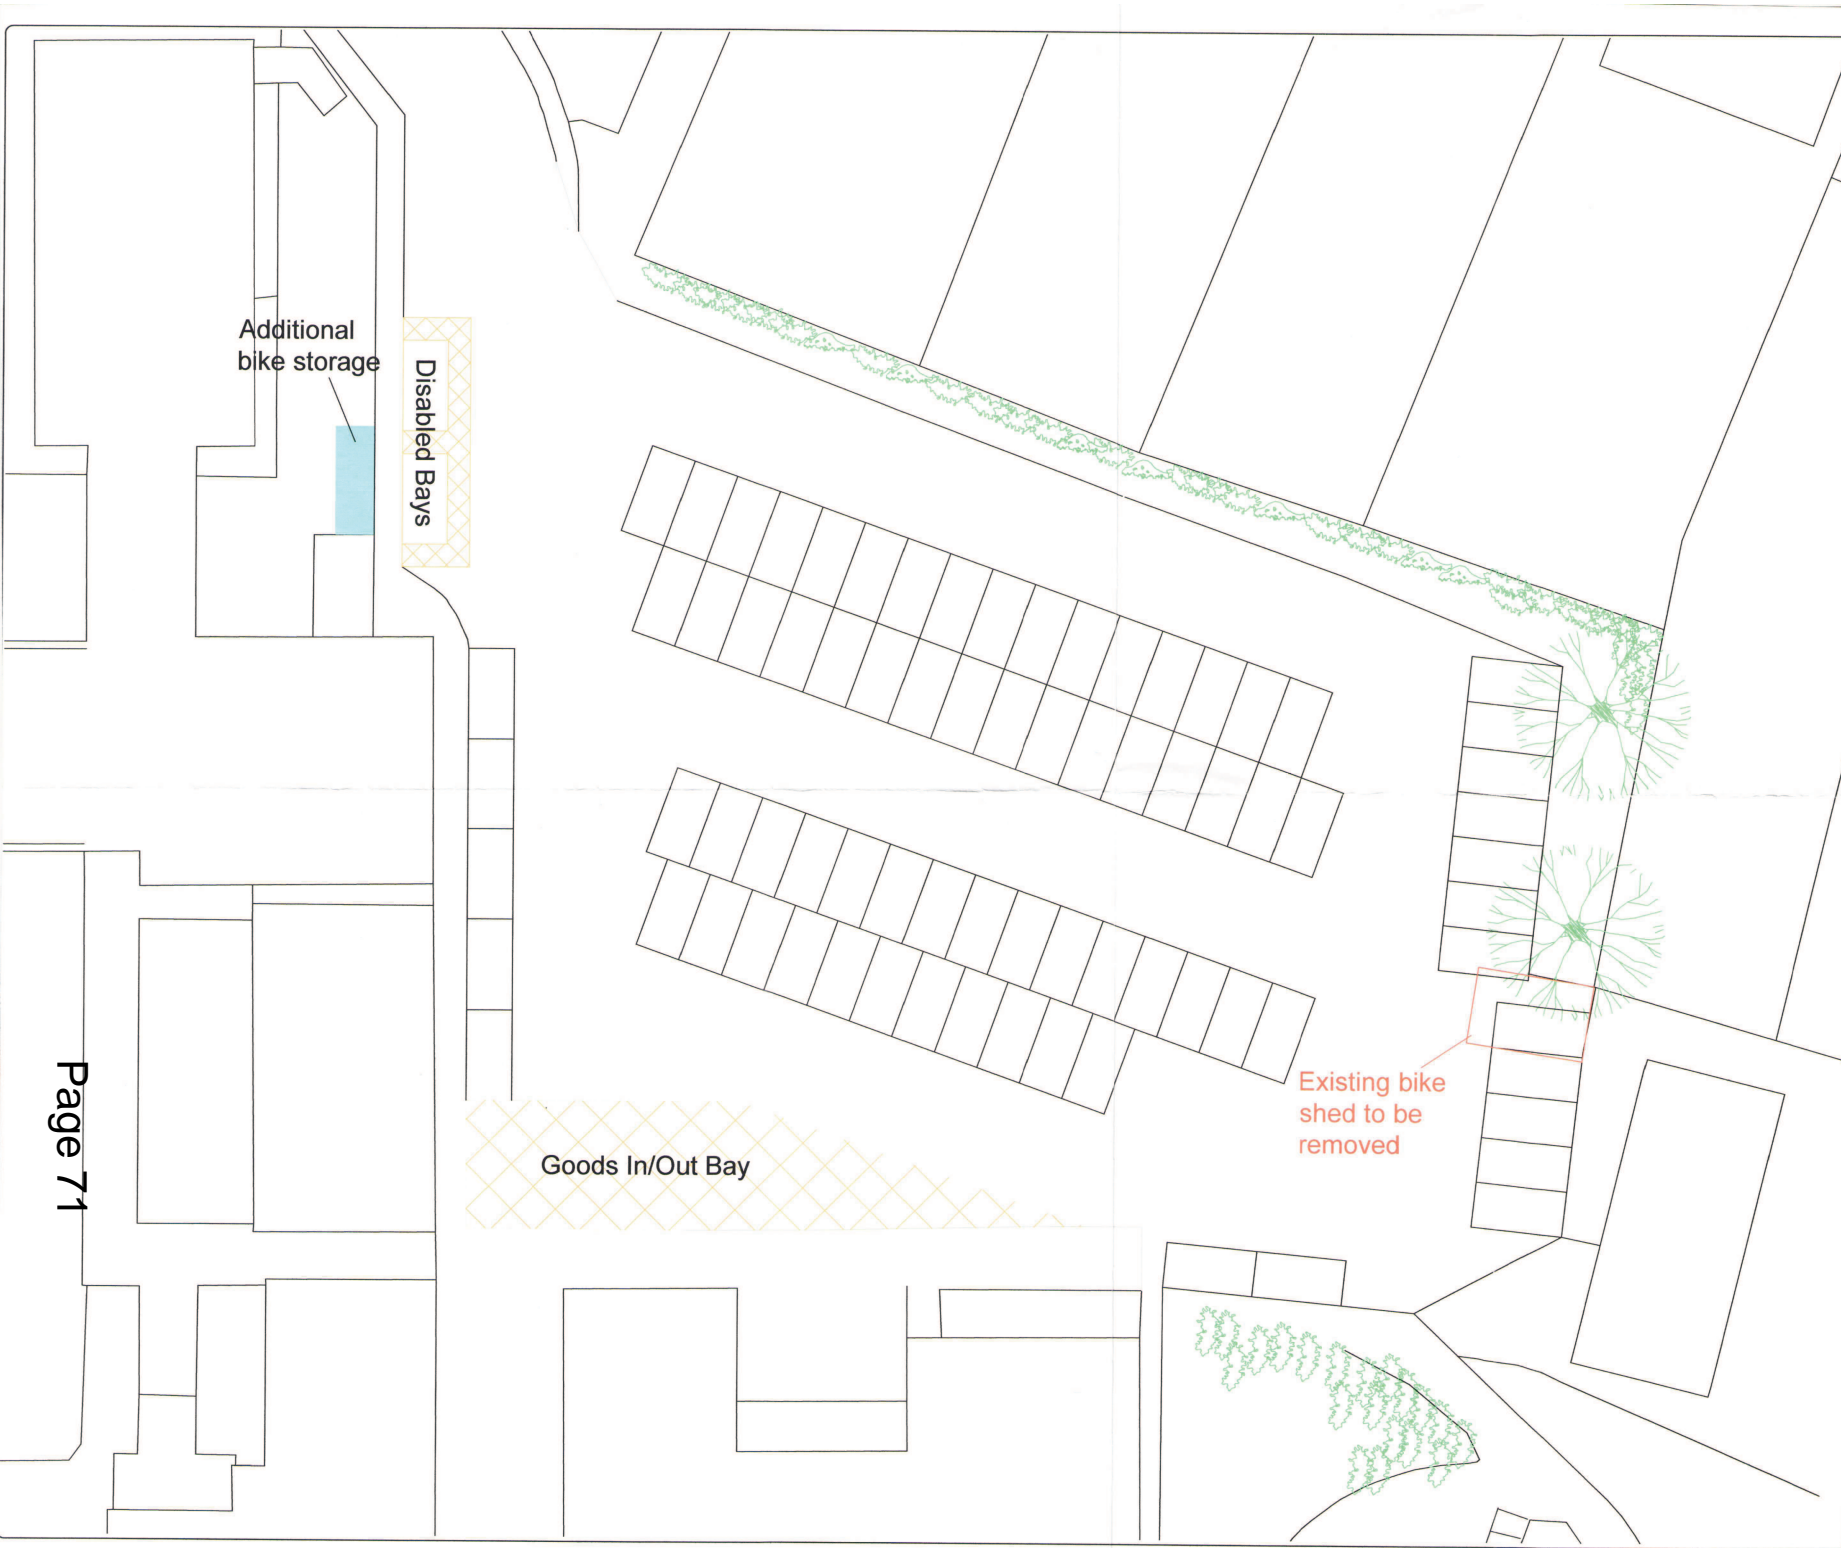 Additional
bike storage
Disabled Bays
Existing bike
shed to be
removed
Goods In/Out Bay
Page 71